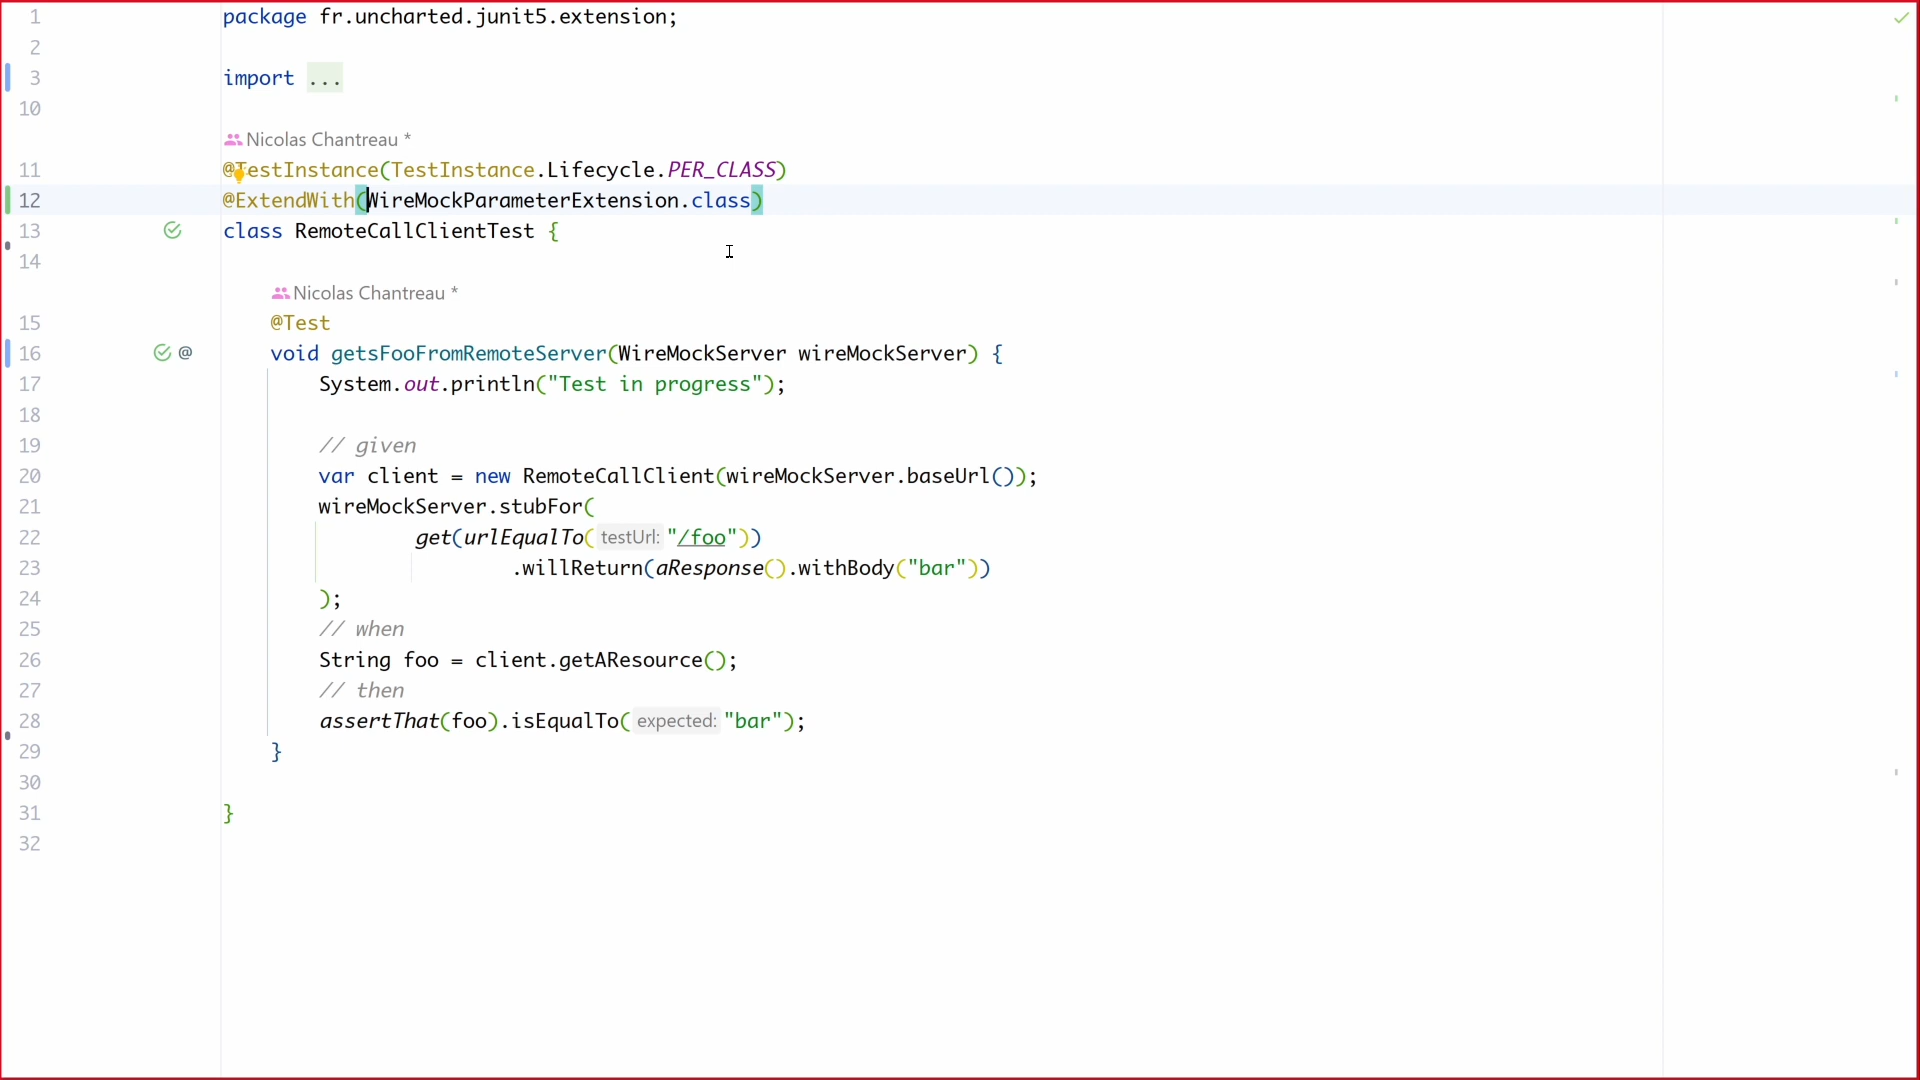 1 package fr.uncharted.junit5.extension;
2
3 import ...
10
Nicolas Chantreau *
11 @TestInstance(TestInstance.Lifecycle.PER_CLASS)
12 @ExtendWith(WireMockParameterExtension.class)
13 class RemoteCallClientTest {
14
Nicolas Chantreau *
15 @Test
16 @ void getsFooFromRemoteServer(WireMockServer wireMockServer) {
17 System.out.println("Test in progress");
18
19 // given
20 var client = new RemoteCallClient(wireMockServer.baseUrl());
21 wireMockServer.stubFor(
22 get(urlEqualTo( testUrl: "/foo"))
23 .willReturn(aResponse().withBody("bar"))
24 );
25 // when
26 String foo = client.getAResource();
27 // then
28 assertThat(foo).isEqualTo( expected: "bar");
29 }
30
31 }
32